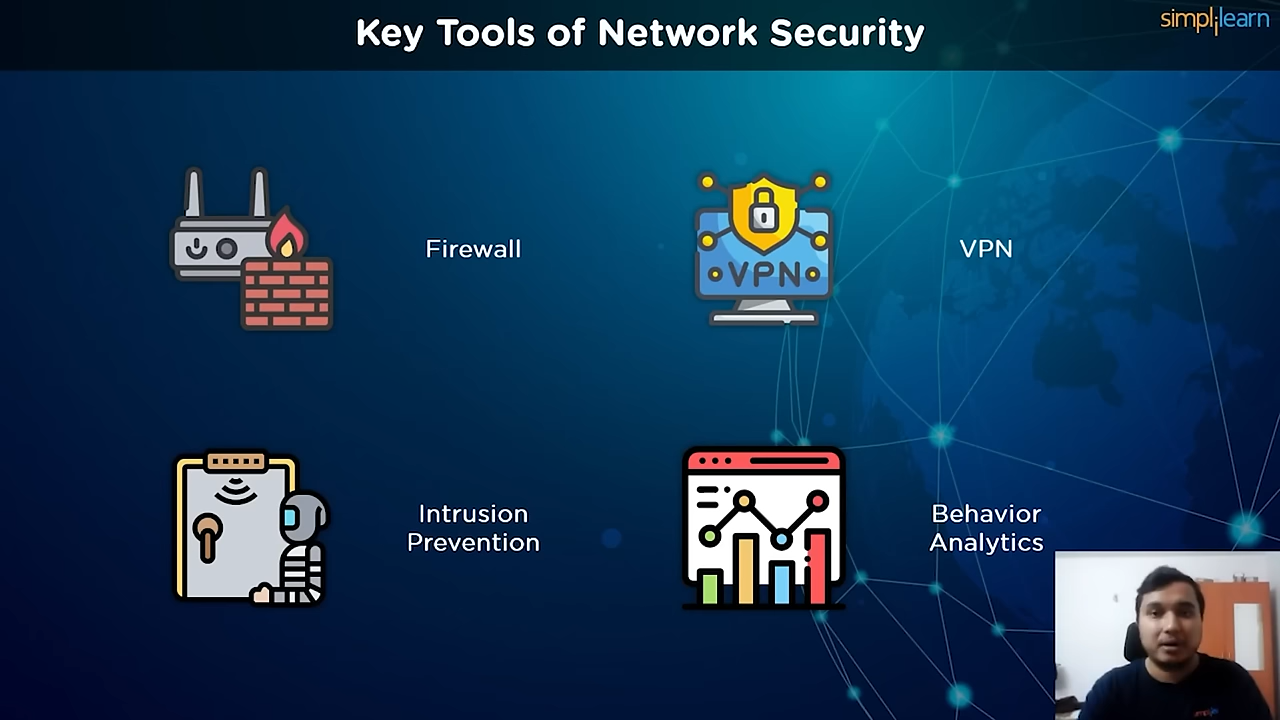 Key Tools of Network Security
simplilearn
Firewall
VPN
VPN
Intrusion
Prevention
Behavior
Analytics